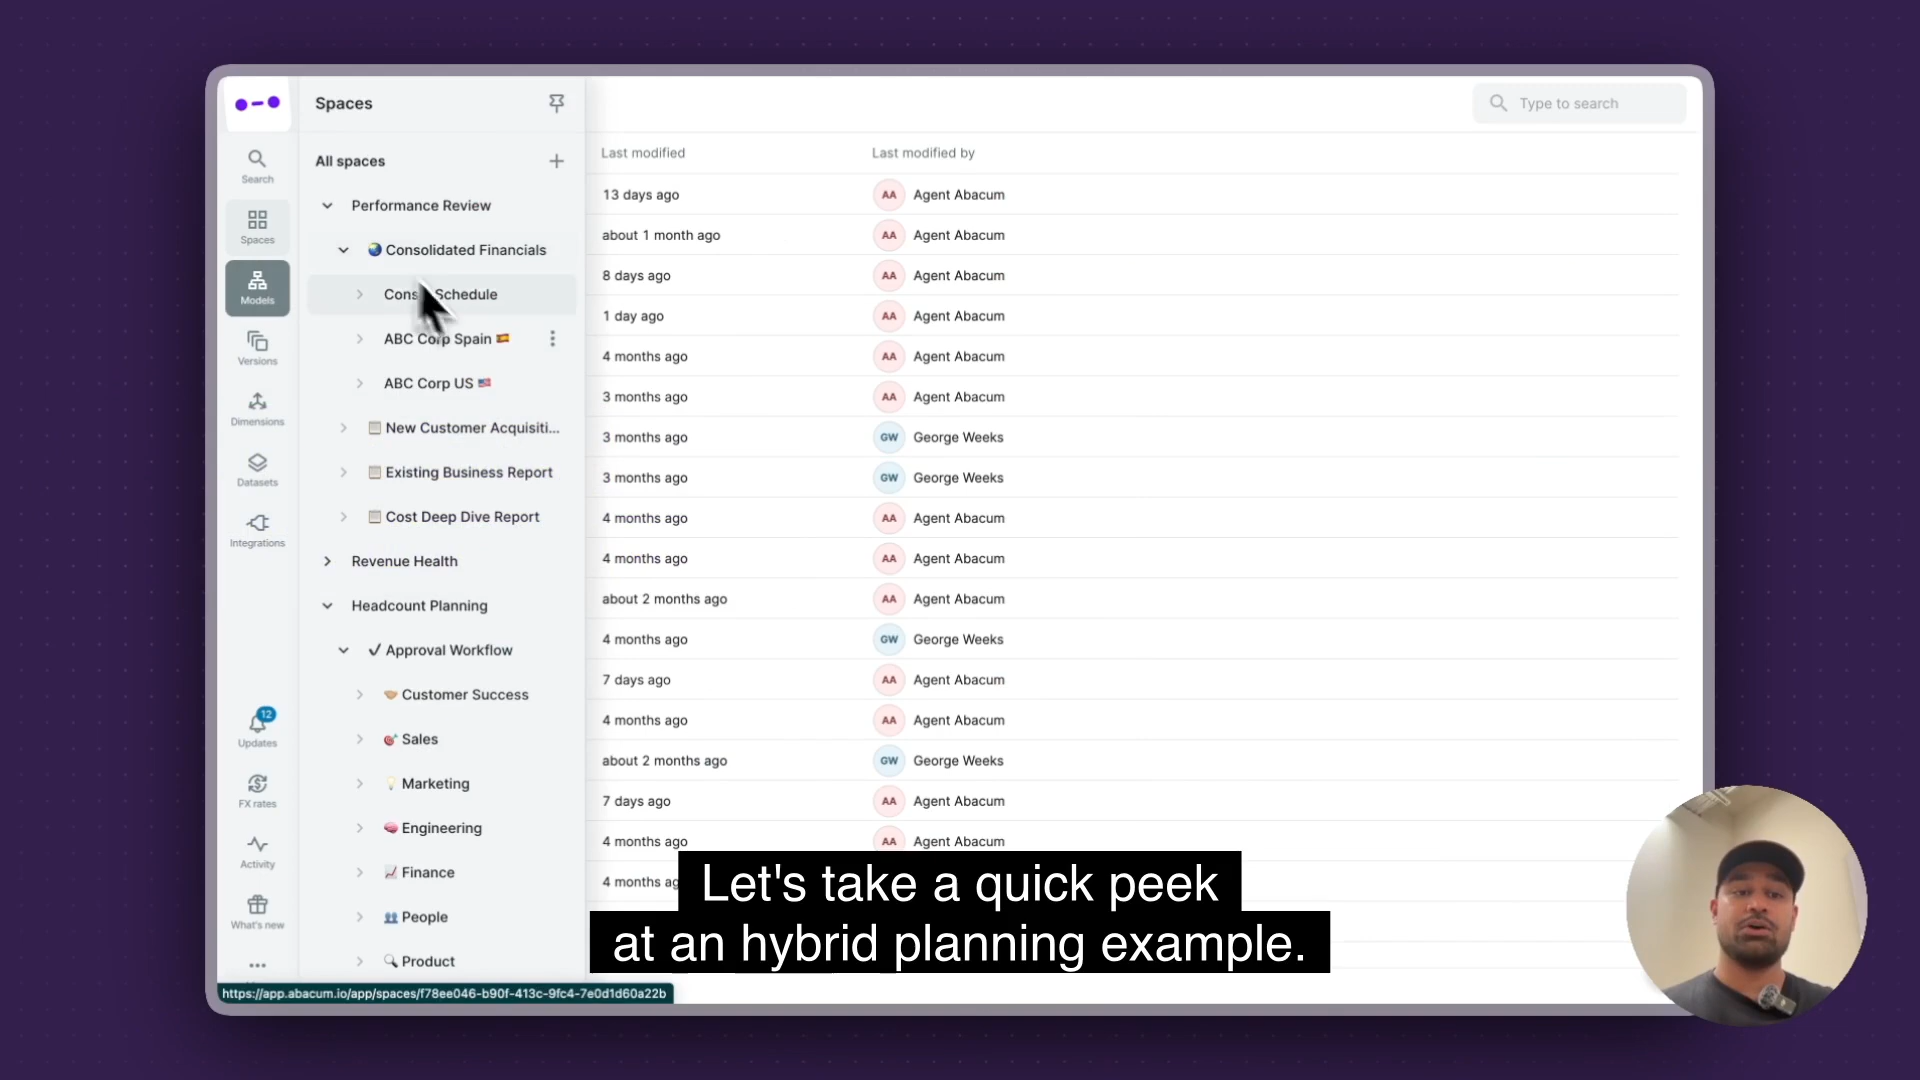 Spaces
Type to search
Search
Spaces
Models
Versions
Dimensions
Datasets
Integrations
Updates
12
FX rates
Activity
What's new
All spaces
Performance Review
Consolidated Financials
Schedule
ABC Corp Spain
ABC Corp US
New Customer Acquisiti...
Existing Business Report
Cost Deep Dive Report
Revenue Health
Headcount Planning
Approval Workflow
Customer Success
Sales
Marketing
Engineering
Finance
People
Product
Last modified Last modified by
13 days ago AA Agent Abacum
about 1 month ago AA Agent Abacum
8 days ago AA Agent Abacum
1 day ago AA Agent Abacum
4 months ago AA Agent Abacum
3 months ago AA Agent Abacum
3 months ago GW George Weeks
3 months ago GW George Weeks
4 months ago AA Agent Abacum
4 months ago AA Agent Abacum
about 2 months ago AA Agent Abacum
4 months ago GW George Weeks
7 days ago AA Agent Abacum
4 months ago AA Agent Abacum
about 2 months ago GW George Weeks
7 days ago AA Agent Abacum
4 months ago AA Agent Abacum
4 months
Let's take a quick peek
at an hybrid planning example.
https://app.abacum.io/app/spaces/f78ee046-b90f-413c-9fc4-7e0d1d60a22b